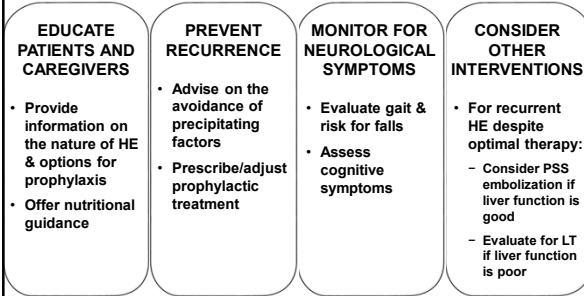 EDUCATE
PATIENTS AND
CAREGIVERS
• Provide
information on
the nature of HE
& options for
prophylaxis
• Offer nutritional
guidance
PREVENT
RECURRENCE
• Advise on the
avoidance of
precipitating
factors
• Prescribe/adjust
prophylactic
treatment
MONITOR FOR
NEUROLOGICAL
SYMPTOMS
• Evaluate gait &
risk for falls
• Assess
cognitive
symptoms
CONSIDER
OTHER
INTERVENTIONS
• For recurrent
HE despite
optimal therapy:
− Consider PSS
embolization if
liver function is
good
− Evaluate for LT
if liver function
is poor